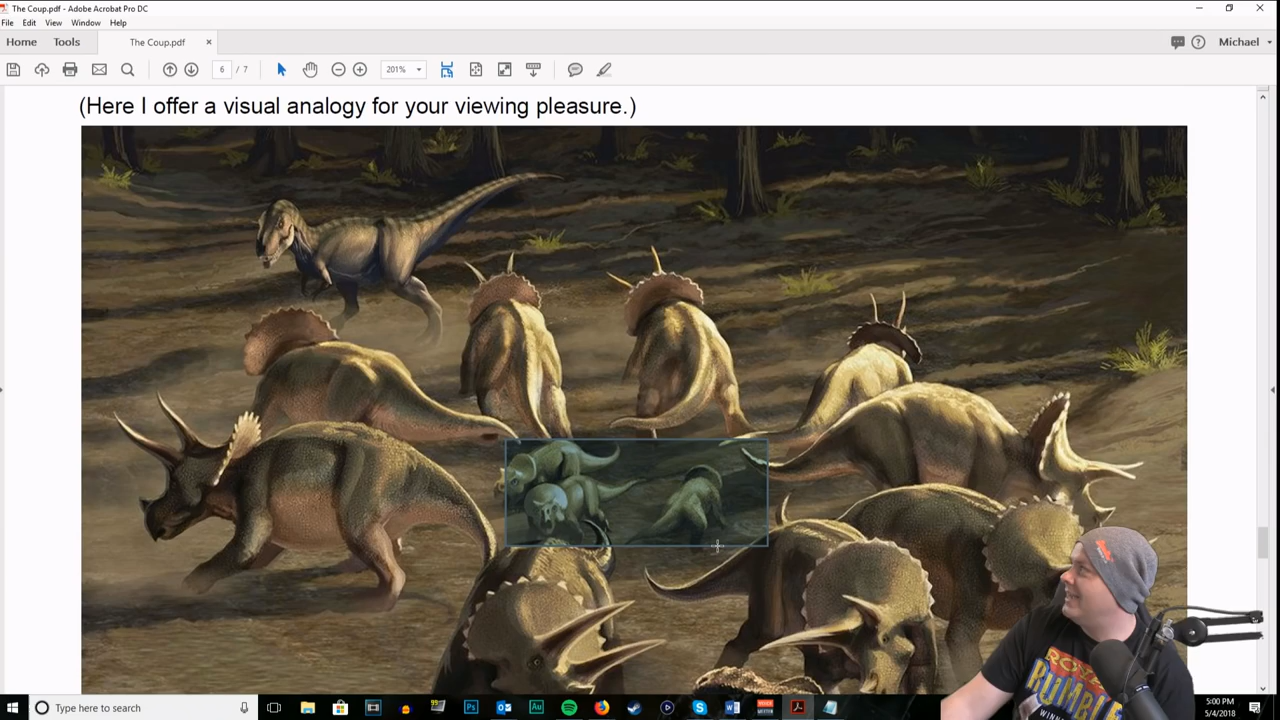 The Coup.pdf - Adobe Acrobat Pro DC
File Edit View Window Help
Home Tools The Coup.pdf × Michael
6 / 7 201%
(Here I offer a visual analogy for your viewing pleasure.)
ROYAL
RUMBLE
Type here to search
5:00 PM
5/4/2018